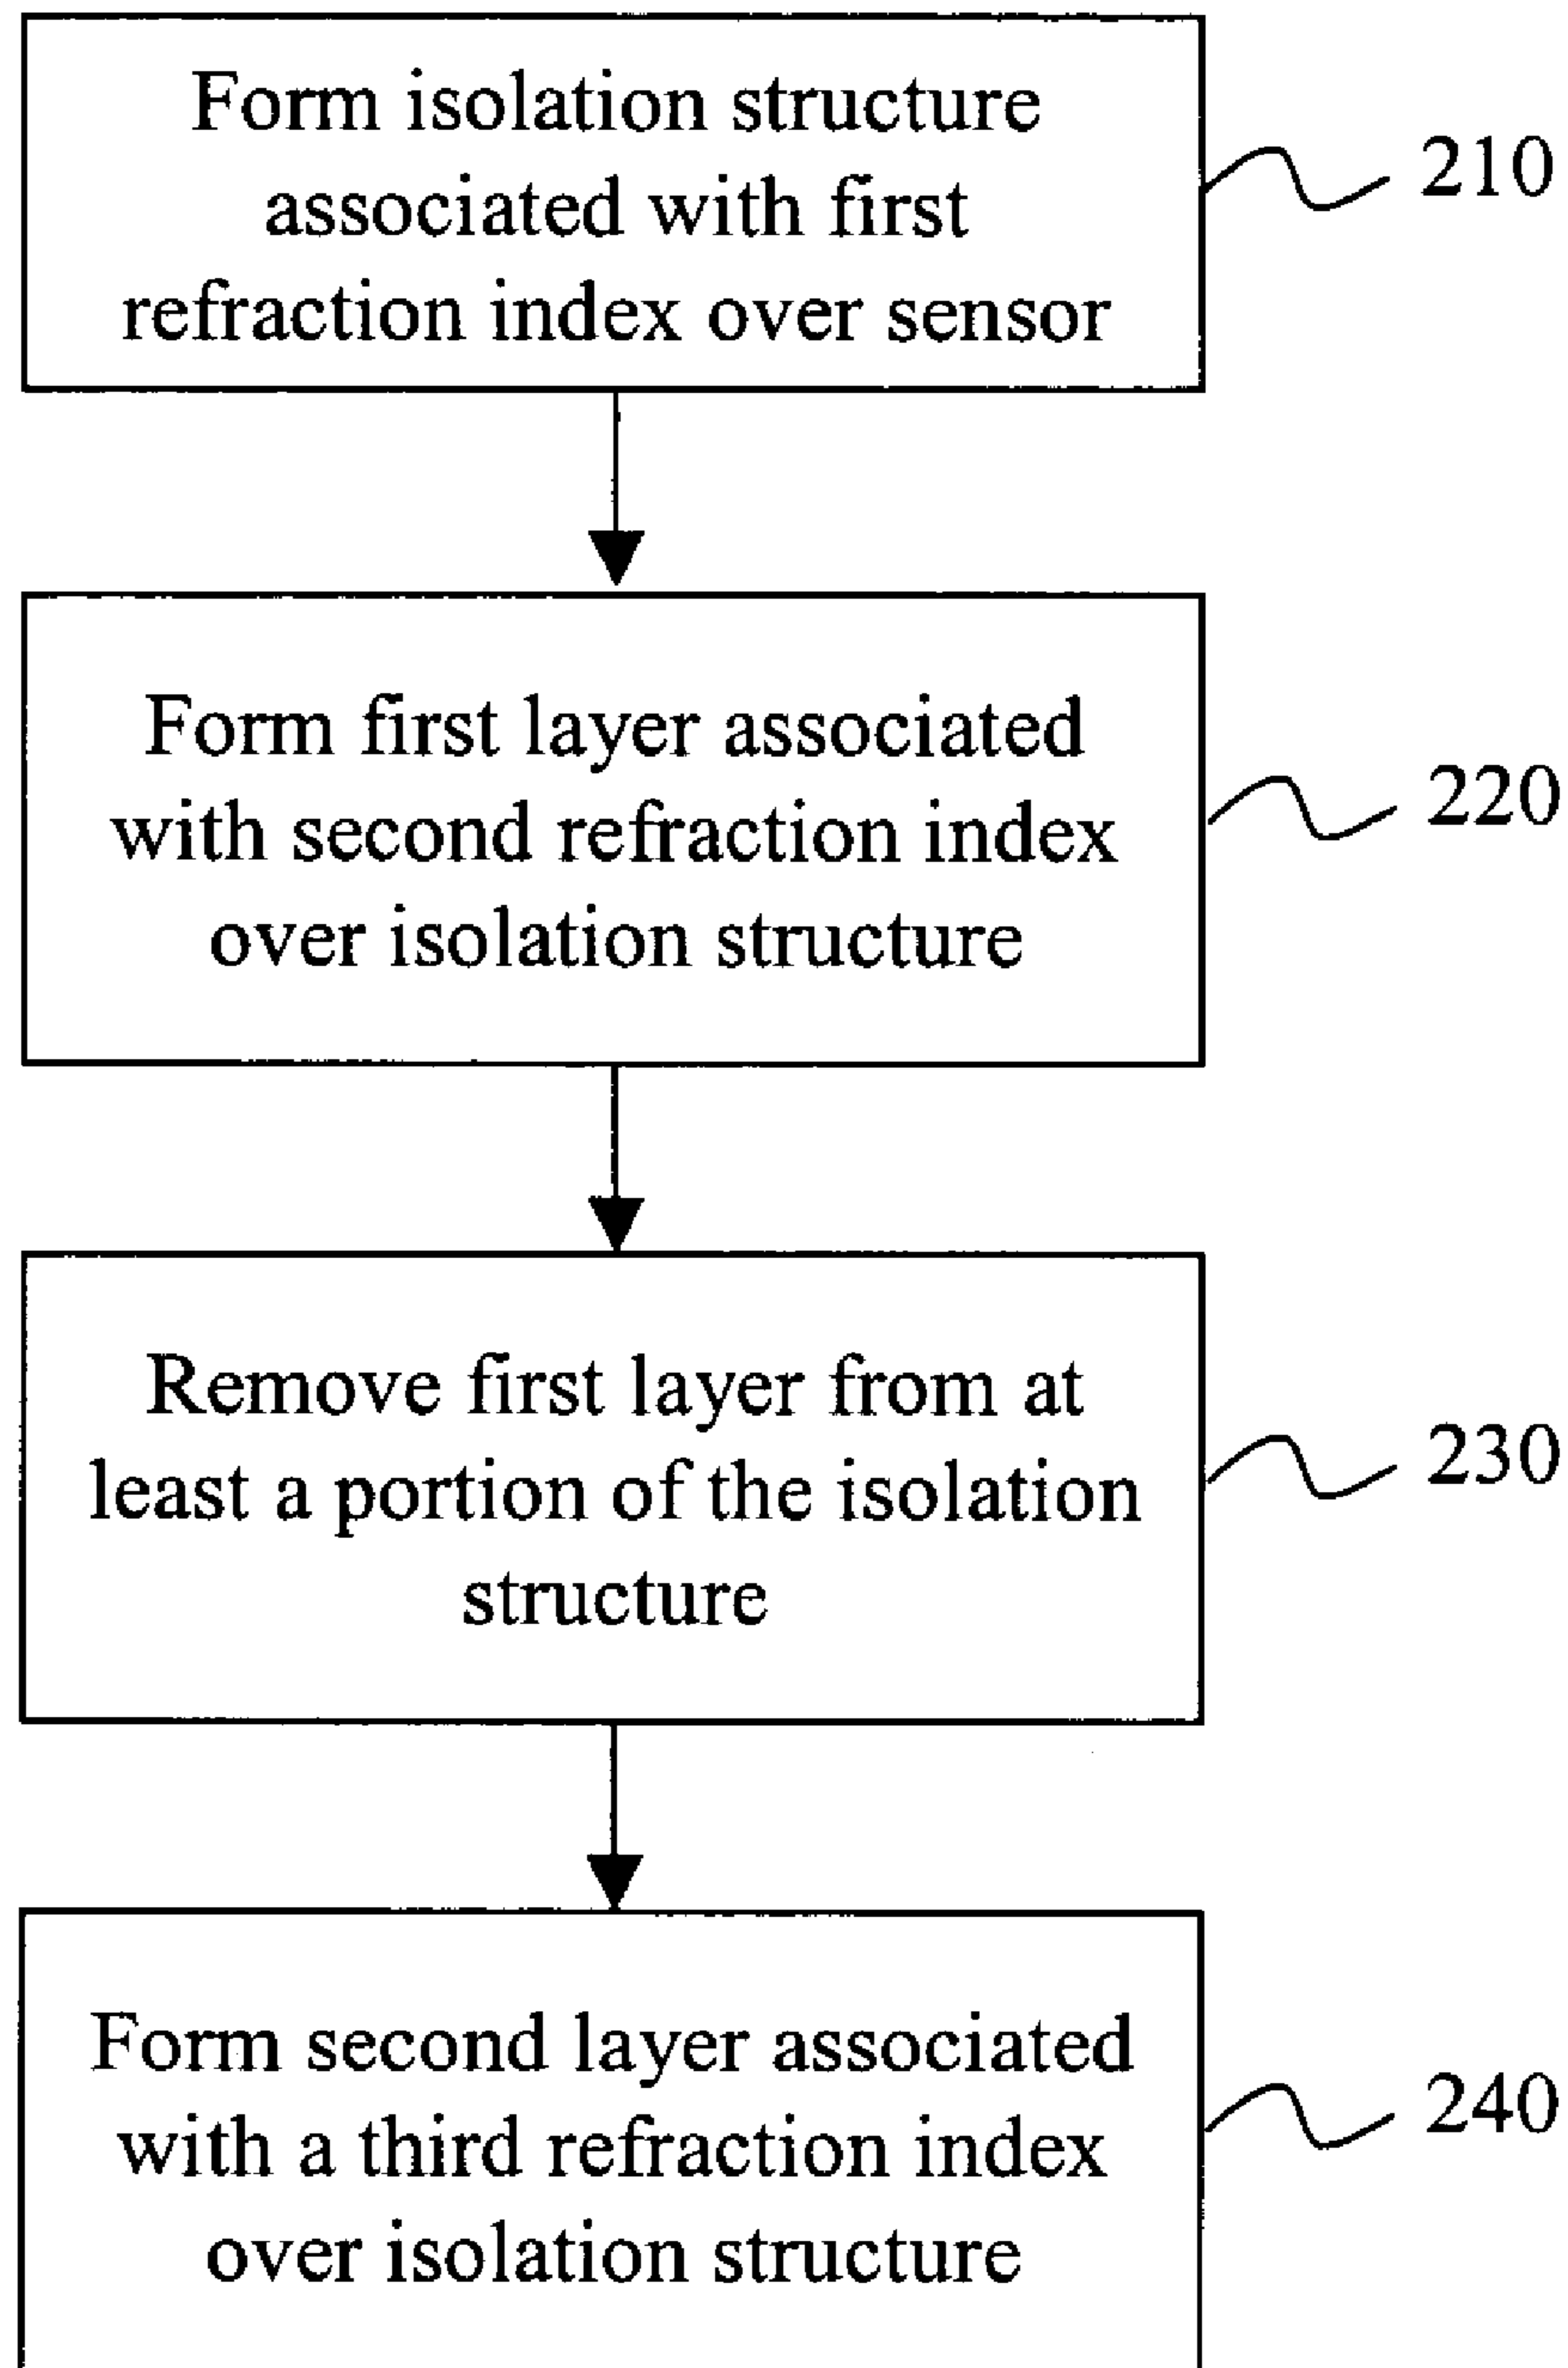 Form isolation structure
associated with first
refraction index over sensor
210
Form first layer associated
with second refraction index
over isolation structure
220
Remove first layer from at
least a portion of the isolation
structure
230
Form second layer associated
with a third refraction index
over isolation structure
240